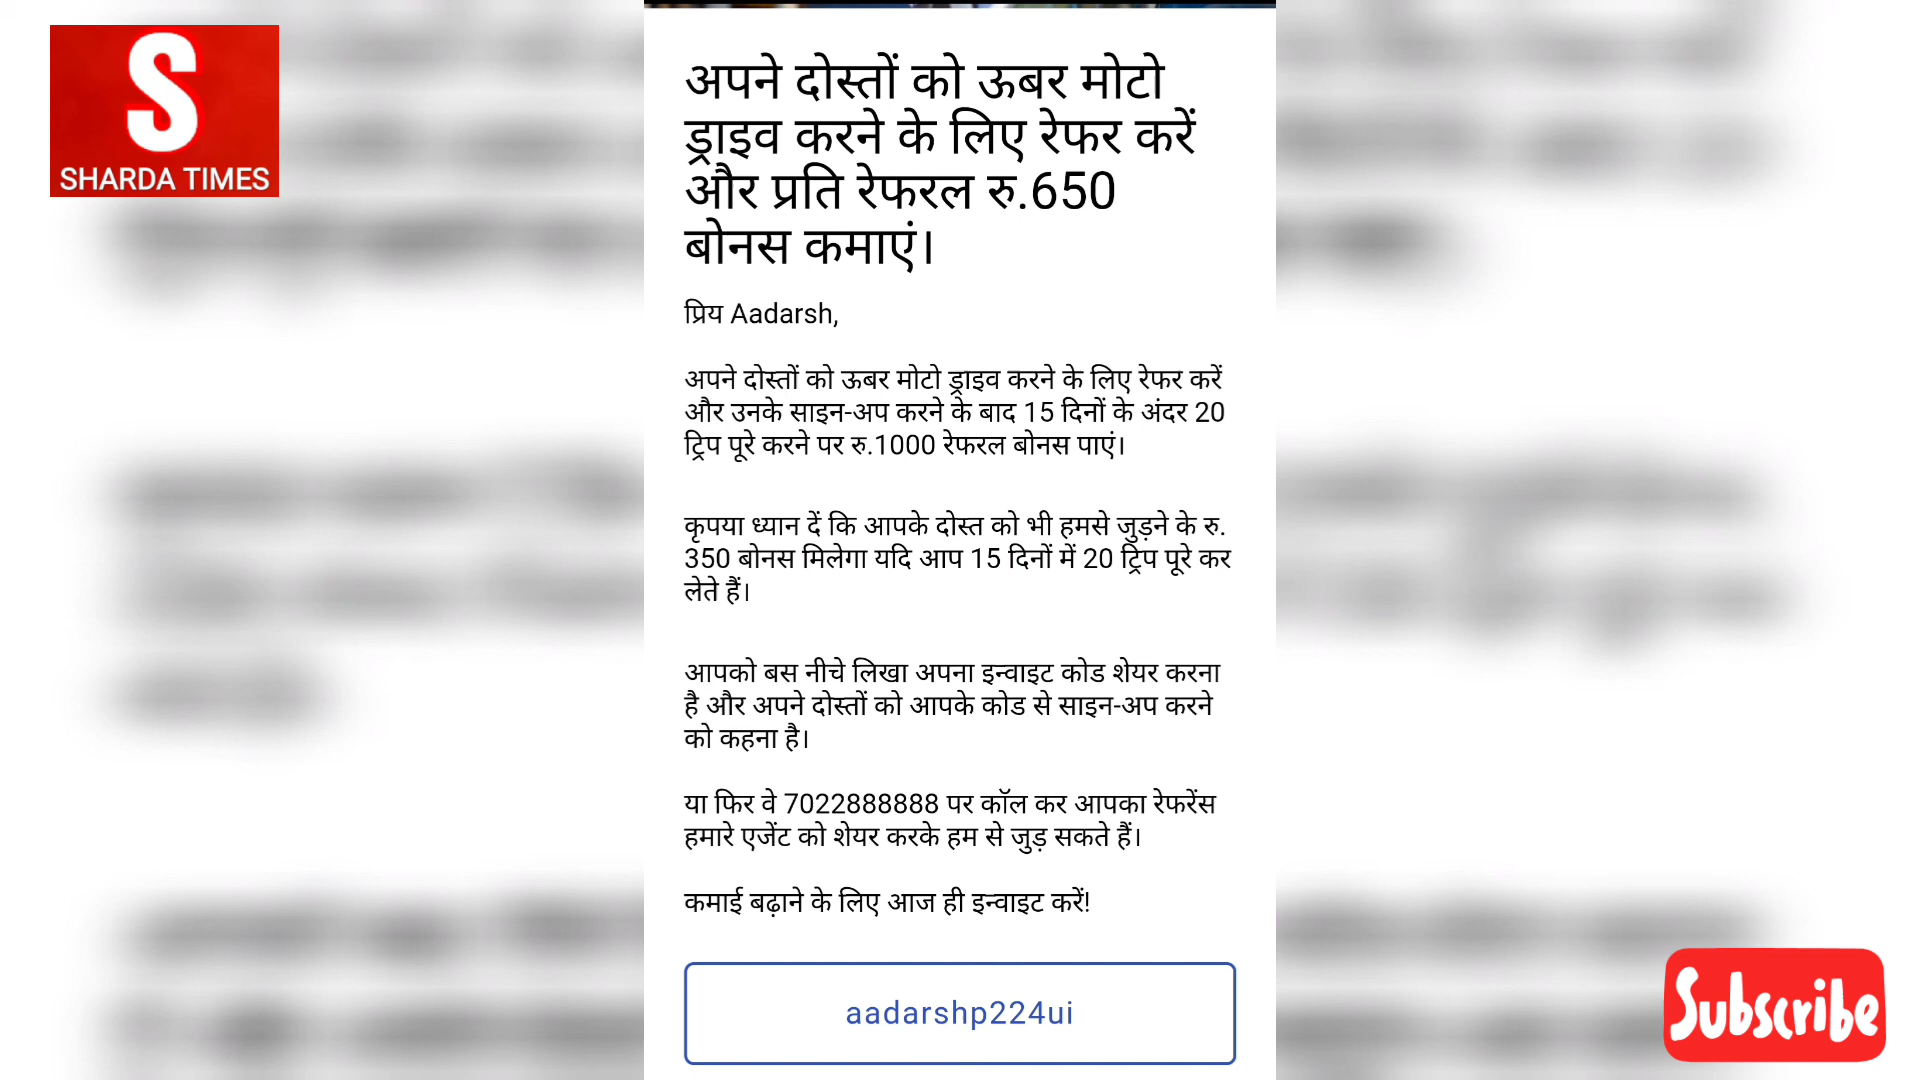 S
SHARDA TIMES
अपने दोस्तों को ऊबर मोटो
ड्राइव करने के लिए रेफर करें
और प्रति रेफरल रु.650
बोनस कमाएं।
प्रिय Aadarsh,
अपने दोस्तों को ऊबर मोटो ड्राइव करने के लिए रेफर करें
और उनके साइन-अप करने के बाद 15 दिनों के अंदर 20
ट्रिप पूरे करने पर रु.1000 रेफरल बोनस पाएं।
कृपया ध्यान दें कि आपके दोस्त को भी हमसे जुड़ने के रु.
350 बोनस मिलेगा यदि आप 15 दिनों में 20 ट्रिप पूरे कर
लेते हैं।
आपको बस नीचे लिखा अपना इन्वाइट कोड शेयर करना
है और अपने दोस्तों को आपके कोड से साइन-अप करने
को कहना है।
या फिर वे 7022888888 पर कॉल कर आपका रेफरेंस
हमारे एजेंट को शेयर करके हम से जुड़ सकते हैं।
कमाई बढ़ाने के लिए आज ही इन्वाइट करें!
aadarshp224ui
Subscribe